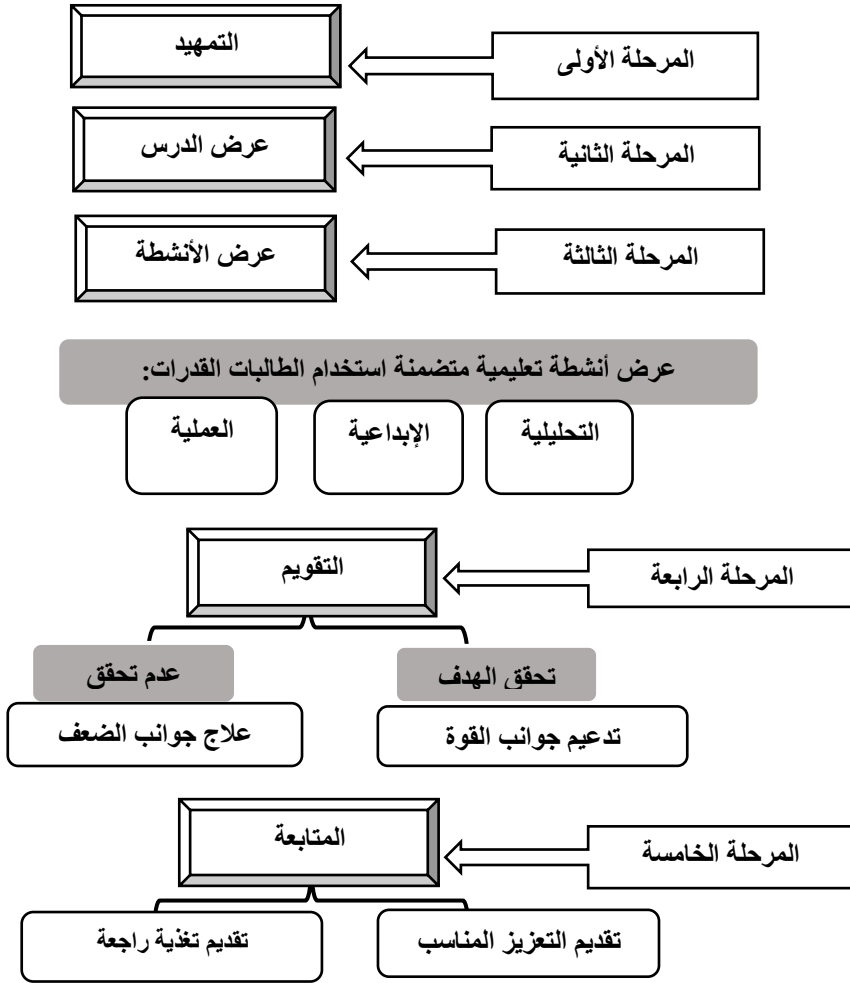 المرحلة الأولى
التمهيد
المرحلة الثانية
عرض الدرس
المرحلة الثالثة
عرض الأنشطة
عرض أنشطة تعليمية متضمنة استخدام الطالبات القدرات:
التحليلية
الإبداعية
العملية
المرحلة الرابعة
التقويم
تحقق الهدف
عدم تحقق
تدعيم جوانب القوة
علاج جوانب الضعف
المرحلة الخامسة
المتابعة
تقديم التعزيز المناسب
تقديم تغذية راجعة